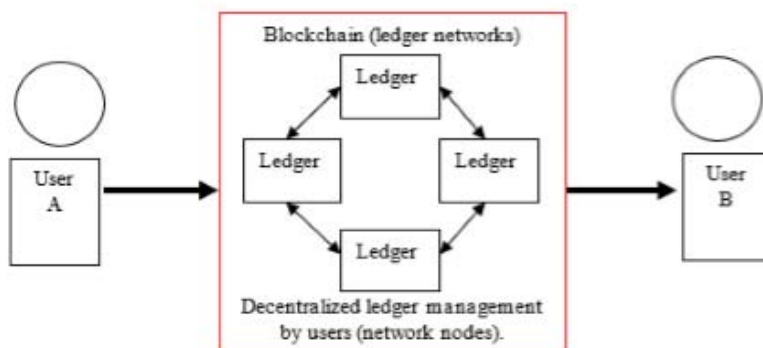 Blockchain (ledger networks)
Ledger
User
A
Ledger
Ledger
User
B
Ledger
Decentralized ledger management
by users (network nodes).